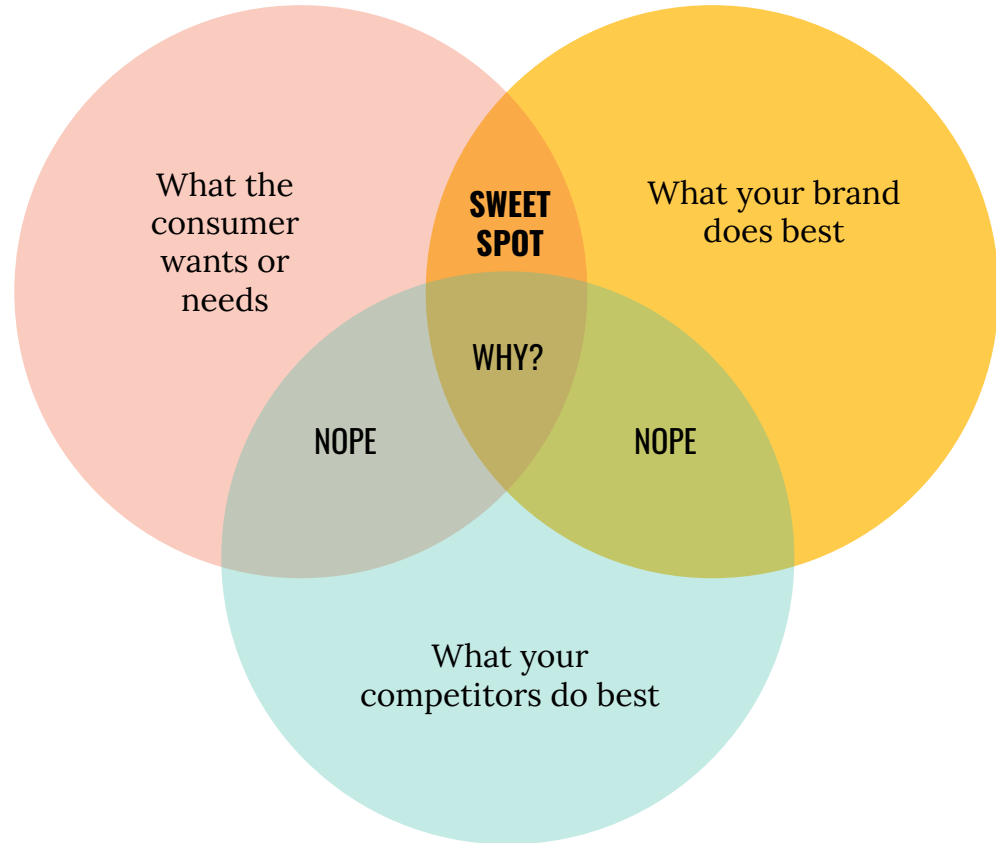 What the
consumer
wants or
needs
SWEET
SPOT
What your brand
does best
WHY?
NOPE
NOPE
What your
competitors do best